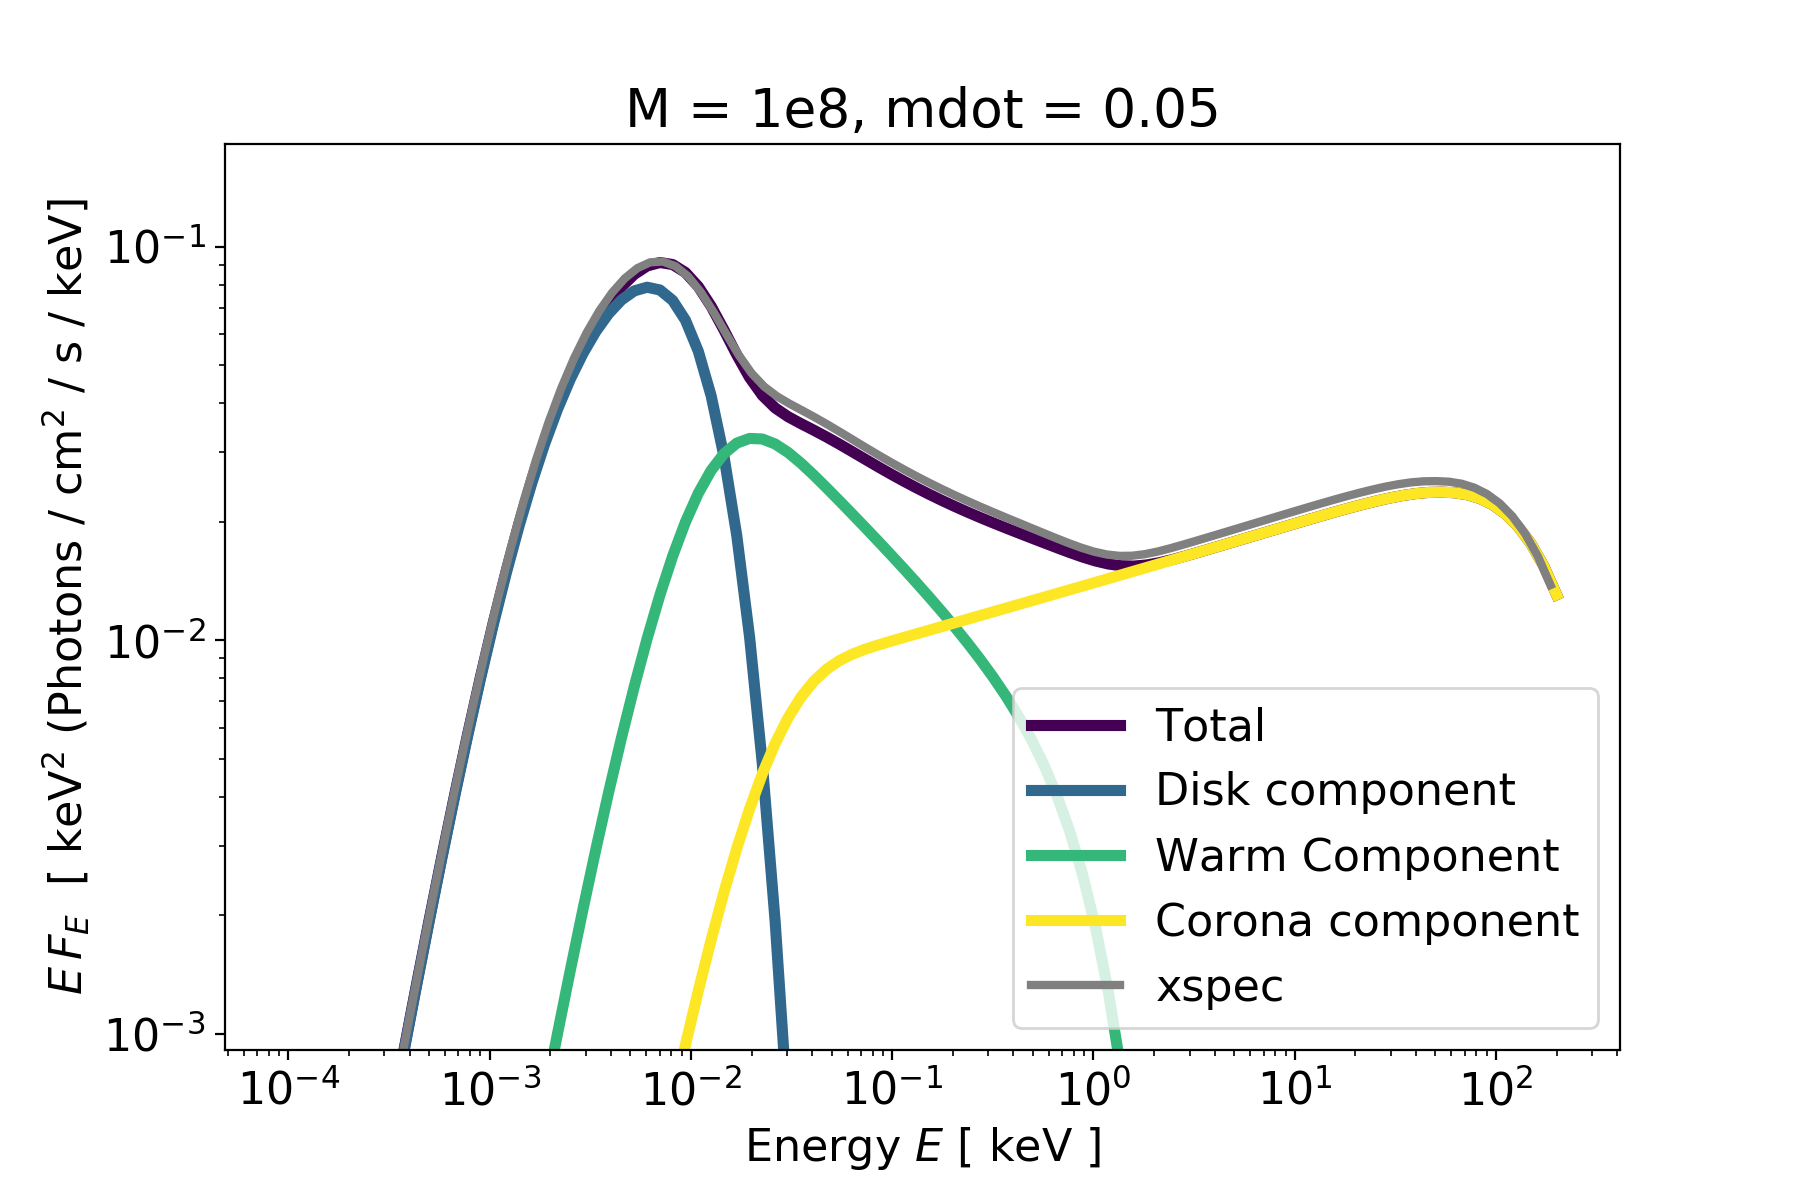 M = 1e8, mdot = 0.05
E F_E [ keV² (Photons / cm² / s / keV]
10⁻¹
10⁻²
10⁻³
Total
Disk component
Warm Component
Corona component
xspec
10⁻⁴ 10⁻³ 10⁻² 10⁻¹ 10⁰ 10¹ 10²
Energy E [ keV ]